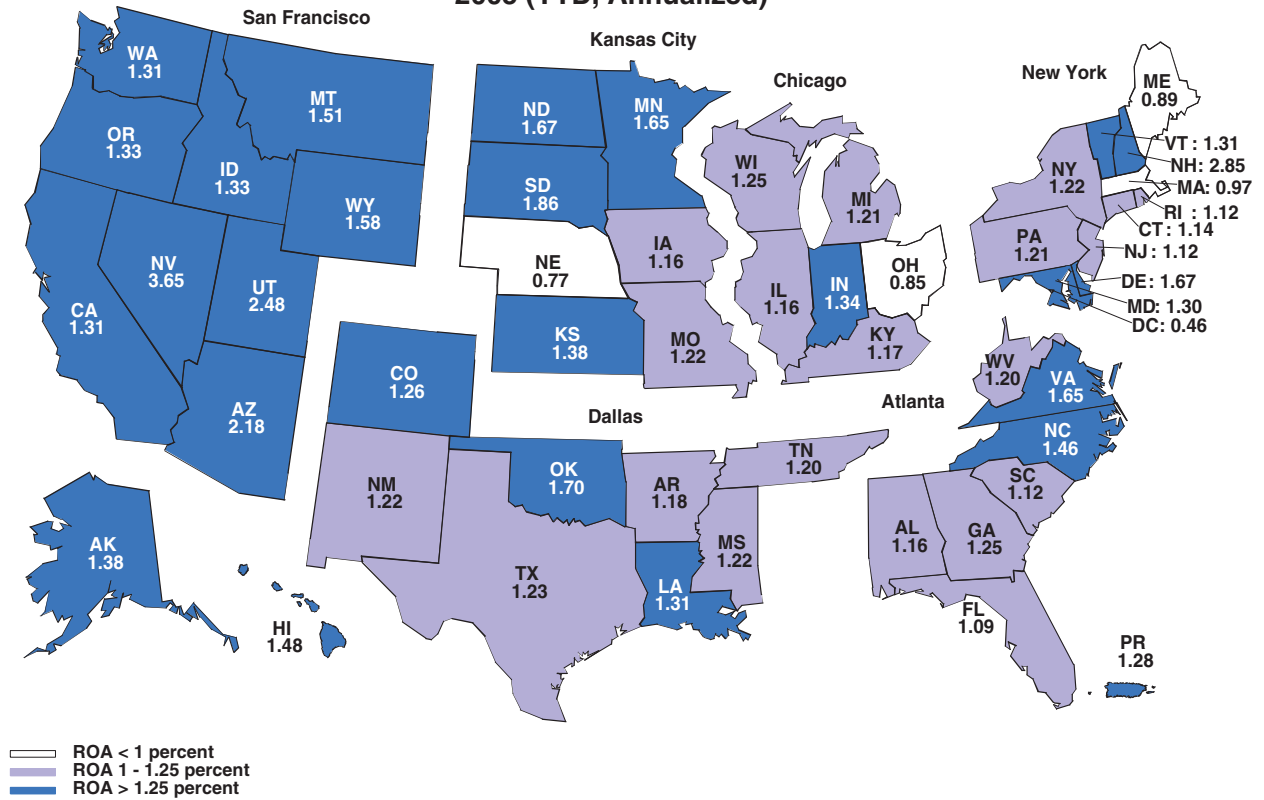 San Francisco
Kansas City
Chicago
New York
WA
1.31
MT
1.51
OR
1.33
ID
1.33
WY
1.58
NV
3.65
UT
2.48
CA
1.31
AZ
2.18
AK
1.38
HI
1.48
ND
1.67
MN
1.65
SD
1.86
NE
0.77
IA
1.16
KS
1.38
MO
1.22
CO
1.26
WI
1.25
MI
1.21
IL
1.16
IN
1.34
OH
0.85
KY
1.17
ME
0.89
VT : 1.31
NH: 2.85
MA: 0.97
RI : 1.12
CT : 1.14
NJ : 1.12
DE: 1.67
MD: 1.30
DC: 0.46
NY
1.22
PA
1.21
Dallas
Atlanta
NM
1.22
OK
1.70
TX
1.23
AR
1.18
LA
1.31
MS
1.22
TN
1.20
WV
1.20
VA
1.65
NC
1.46
SC
1.12
AL
1.16
GA
1.25
FL
1.09
PR
1.28
ROA < 1 percent
ROA 1 - 1.25 percent
ROA > 1.25 percent